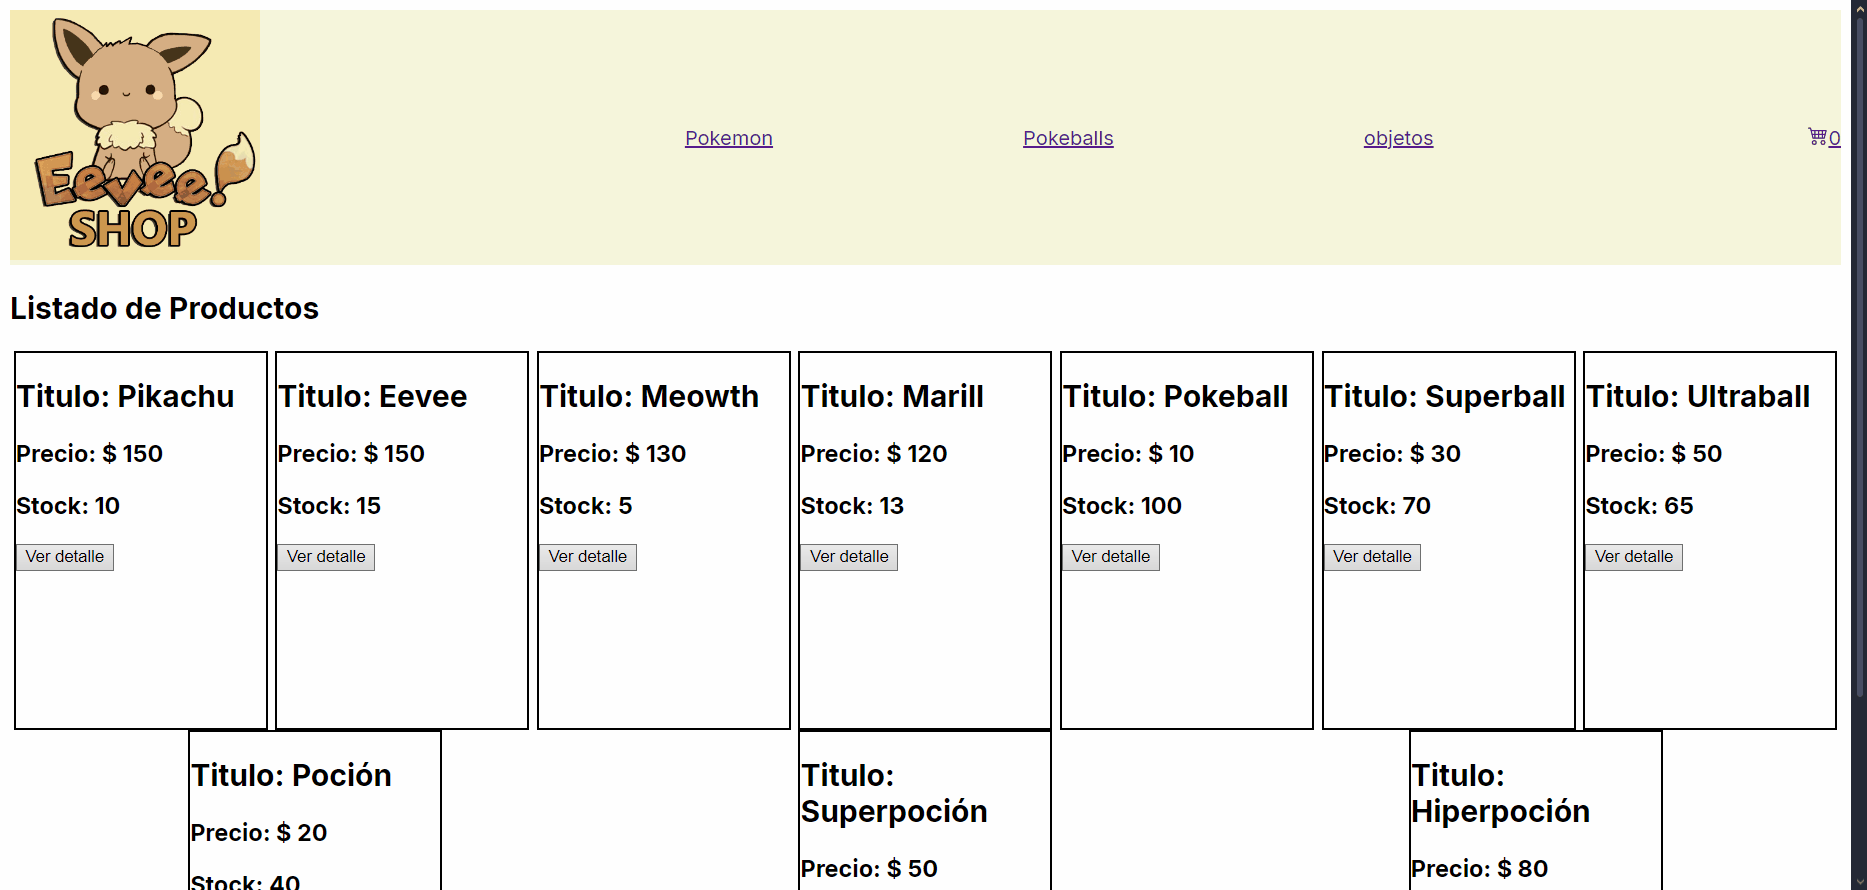 Eevee!
SHOP
Pokemon
Pokeballs
objetos
0
Listado de Productos
Titulo: Pikachu
Precio: $ 150
Stock: 10
Ver detalle
Titulo: Eevee
Precio: $ 150
Stock: 15
Ver detalle
Titulo: Meowth
Precio: $ 130
Stock: 5
Ver detalle
Titulo: Marill
Precio: $ 120
Stock: 13
Ver detalle
Titulo: Pokeball
Precio: $ 10
Stock: 100
Ver detalle
Titulo: Superball
Precio: $ 30
Stock: 70
Ver detalle
Titulo: Ultraball
Precio: $ 50
Stock: 65
Ver detalle
Titulo: Poción
Precio: $ 20
Stock: 40
Titulo:
Superpoción
Precio: $ 50
Titulo:
Hiperpoción
Precio: $ 80